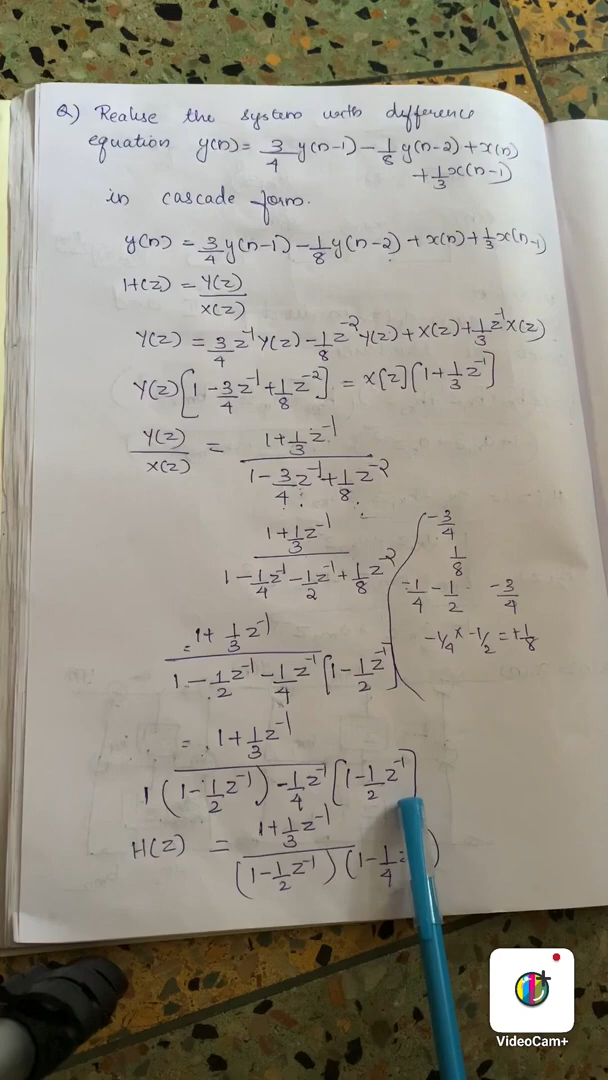 Q) Realise the system with difference
equation y(n) = 3/4 y(n-1) - 1/8 y(n-2) + x(n)
+ 1/3 x(n-1)
in cascade form.
y(n) = 3/4 y(n-1) - 1/8 y(n-2) + x(n) + 1/3 x(n-1
H(z) = Y(z)/X(z)
Y(z) = 3/4 z⁻¹ Y(z) - 1/8 z⁻² Y(z) + X(z) + 1/3 z⁻¹ X(z)
Y(z) [1 - 3/4 z⁻¹ + 1/8 z⁻²] = X[z] [1 + 1/3 z⁻¹]
Y(z)/X(z) = 1 + 1/3 z⁻¹ / 1 - 3/4 z⁻¹ + 1/8 z⁻²
1 + 1/3 z⁻¹ / 1 - 1/4 z⁻¹ - 1/2 z⁻¹ + 1/8 z⁻²
-3/4
1/8
-1/4 - 1/2 -3/4
-1/4 × -1/2 = +1/8
= 1 + 1/3 z⁻¹ / 1 - 1/2 z⁻¹ - 1/4 z⁻¹ [1 - 1/2 z⁻¹]
= 1 + 1/3 z⁻¹ / 1 (1 - 1/2 z⁻¹) - 1/4 z⁻¹ [1 - 1/2 z⁻¹]
H(z) = 1 + 1/3 z⁻¹ / (1 - 1/2 z⁻¹) (1 - 1/4 z )
VideoCam+